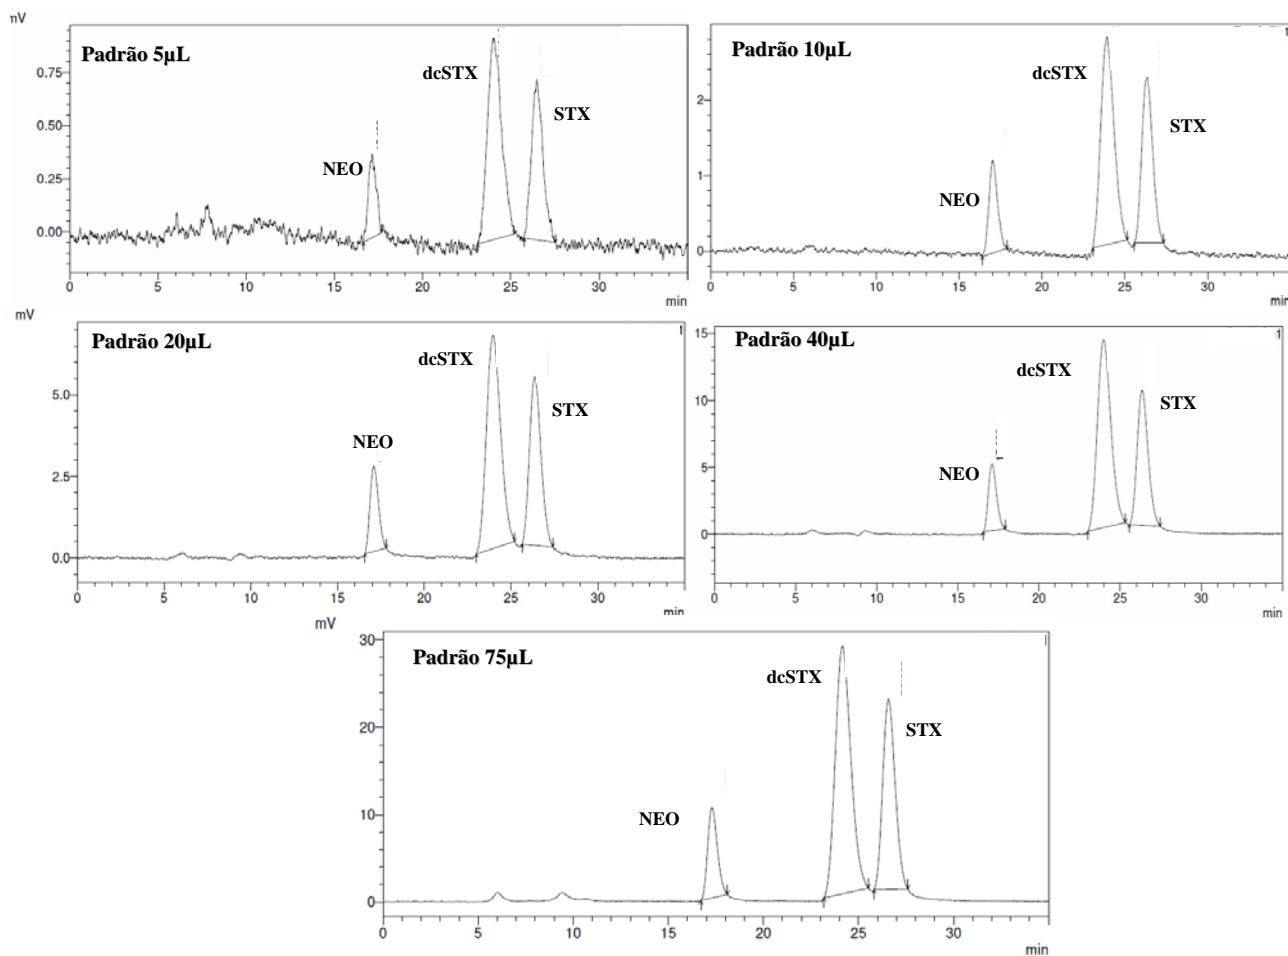 mV
Padrão 5µL
dcSTX
STX
NEO
0.75
0.50
0.25
0.00
0 5 10 15 20 25 30
min
Padrão 10µL
dcSTX
STX
NEO
2
1
0
0 5 10 15 20 25 30
min
mV
Padrão 20µL
dcSTX
STX
NEO
5.0
2.5
0.0
0 5 10 15 20 25 30
min
Padrão 40µL
dcSTX
STX
NEO
15
10
5
0
0 5 10 15 20 25 30
min
mV
Padrão 75µL
dcSTX
STX
NEO
30
20
10
0
0 5 10 15 20 25 30
min